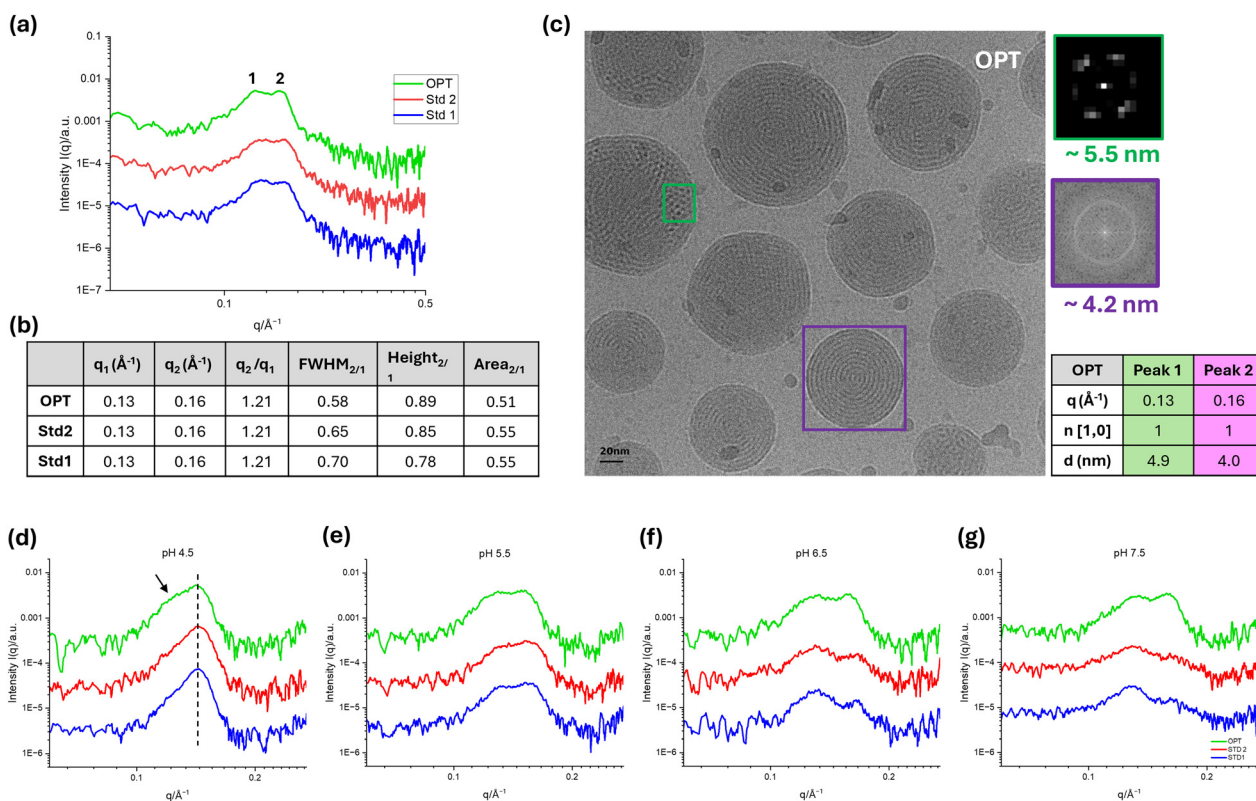 (a)
0.1
0.01
0.001
1E-4
1E-5
1E-6
1E-7
Intensity I(q)/a.u.
1 2
OPT
Std 2
Std 1
0.1 0.5
q/Å⁻¹
(b)
q₁ (Å⁻¹) q₂ (Å⁻¹) q₂/q₁ FWHM₂/₁ Height₂/₁ Area₂/₁
OPT 0.13 0.16 1.21 0.58 0.89 0.51
Std2 0.13 0.16 1.21 0.65 0.85 0.55
Std1 0.13 0.16 1.21 0.70 0.78 0.55
(c)
OPT
20nm
~ 5.5 nm
~ 4.2 nm
OPT Peak 1 Peak 2
q (Å⁻¹) 0.13 0.16
n [1,0] 1 1
d (nm) 4.9 4.0
(d)
pH 4.5
0.01
0.001
1E-4
1E-5
1E-6
Intensity I(q)/a.u.
0.1 0.2
q/Å⁻¹
(e)
pH 5.5
0.01
0.001
1E-4
1E-5
1E-6
Intensity I(q)/a.u.
0.1 0.2
q/Å⁻¹
(f)
pH 6.5
0.01
0.001
1E-4
1E-5
1E-6
Intensity I(q)/a.u.
0.1 0.2
q/Å⁻¹
(g)
pH 7.5
0.01
0.001
1E-4
1E-5
1E-6
Intensity I(q)/a.u.
0.1 0.2
q/Å⁻¹
OPT
STD 2
STD1